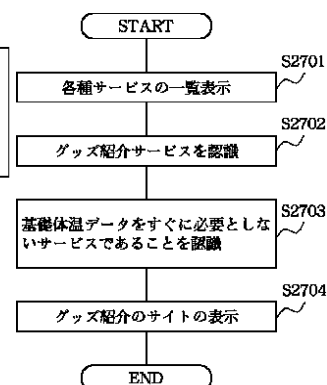 START
S2701
各種サービスの一覧表示
S2702
グッズ紹介サービスを認識
S2703
基礎体温データをすぐに必要としな
いサービスであることを認識
S2704
グッズ紹介のサイトの表示
END